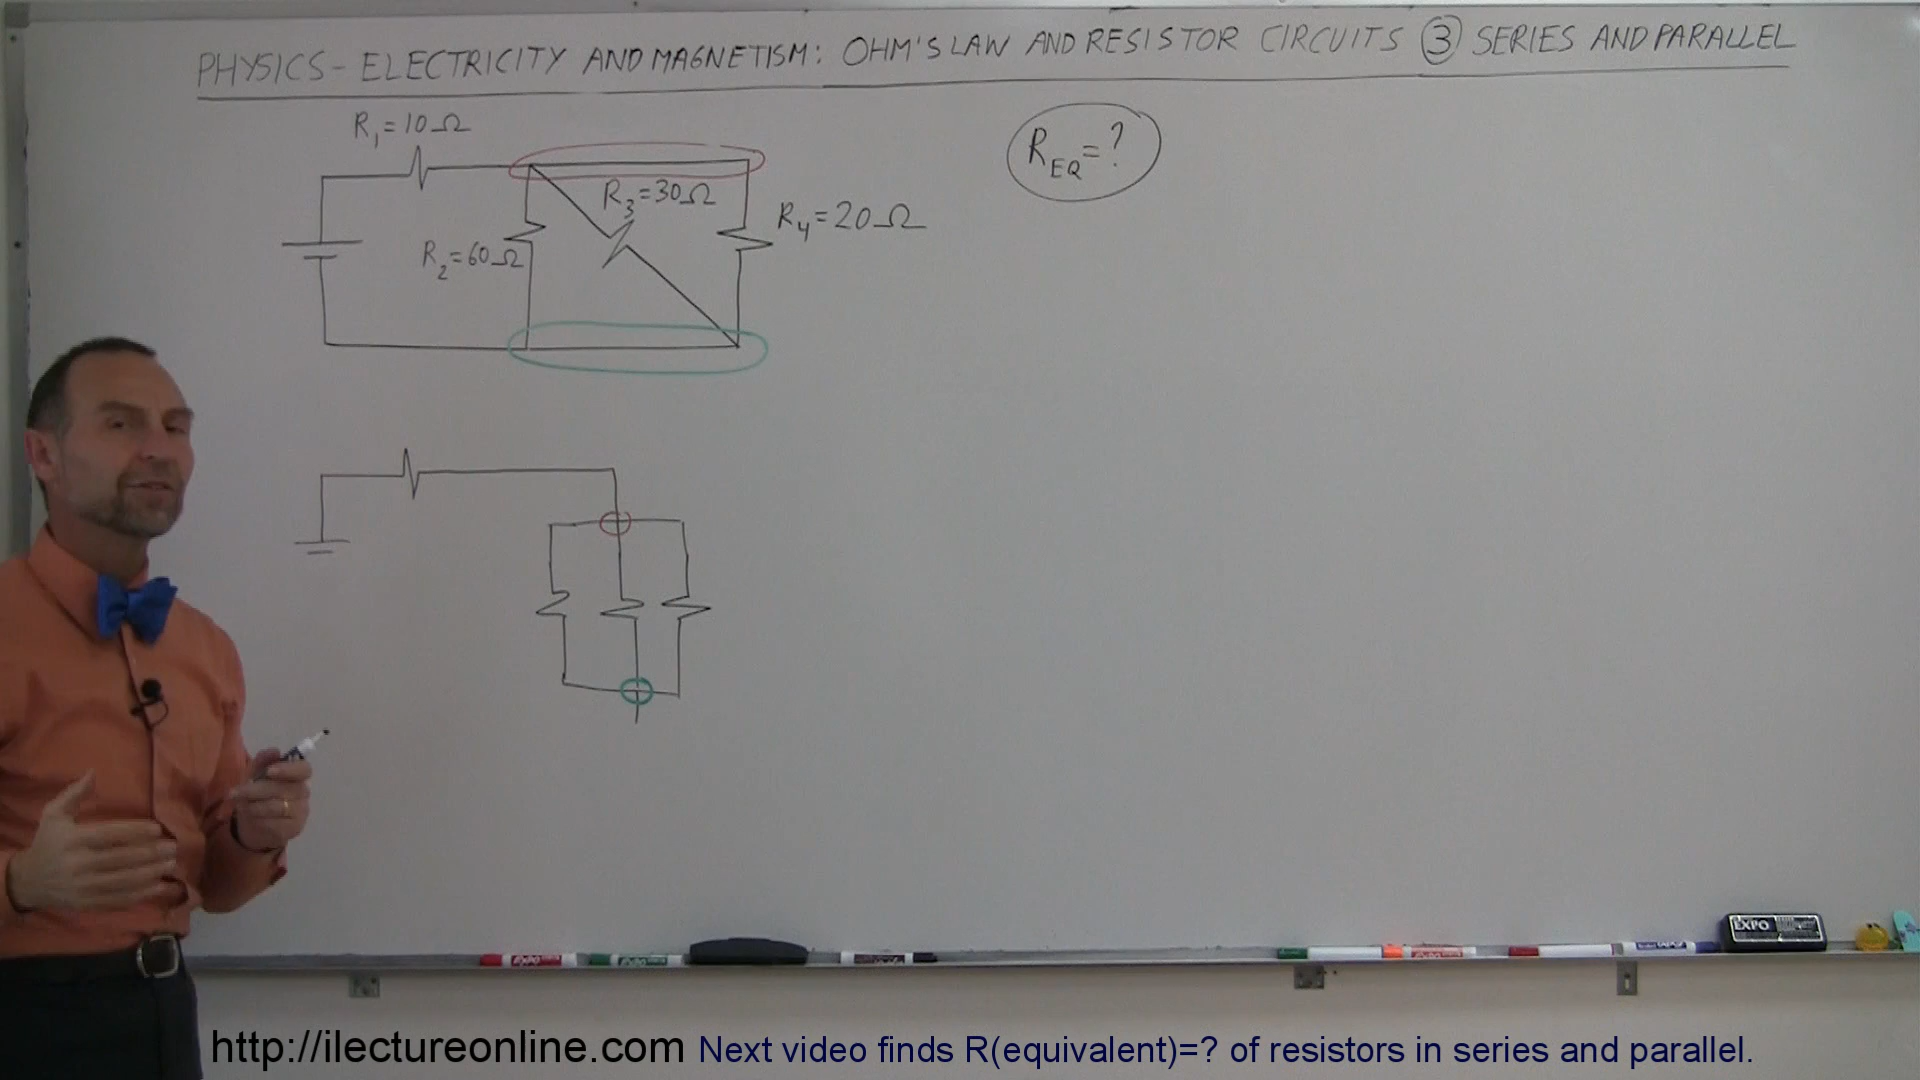 PHYSICS - ELECTRICITY AND MAGNETISM: OHM'S LAW AND RESISTOR CIRCUITS ③ SERIES AND PARALLEL
R₁=10Ω
R_EQ=?
R₃=30Ω
R₄=20Ω
R₂=60Ω
EXPO
http://ilectureonline.com Next video finds R(equivalent)=? of resistors in series and parallel.